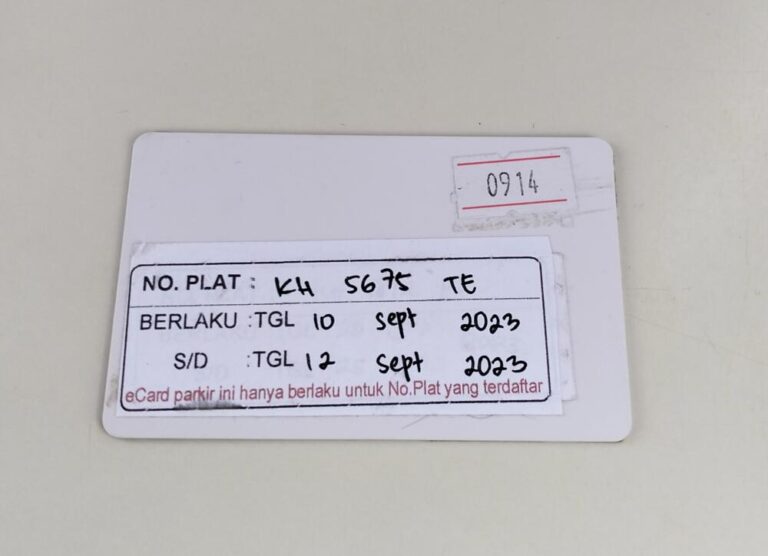 0914
NO. PLAT : KH 5675 TE
BERLAKU :TGL 10 Sept 2023
S/D :TGL 12 Sept 2023
eCard parkir ini hanya berlaku untuk No.Plat yang terdaftar